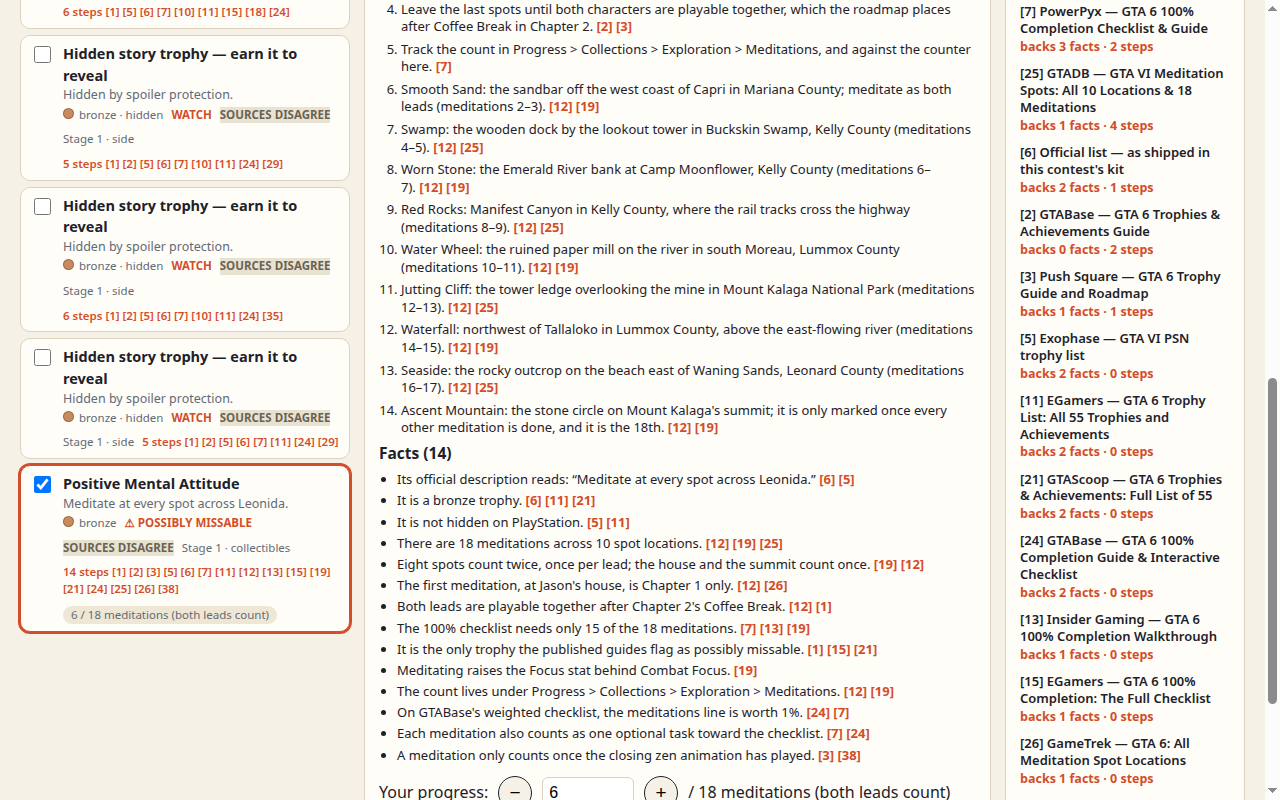 6 steps [1] [5] [6] [7] [10] [11] [15] [18] [24]
Hidden story trophy — earn it to
reveal
Hidden by spoiler protection.
bronze · hidden WATCH SOURCES DISAGREE
Stage 1 · side
5 steps [1] [2] [5] [6] [7] [10] [11] [24] [29]
Hidden story trophy — earn it to
reveal
Hidden by spoiler protection.
bronze · hidden WATCH SOURCES DISAGREE
Stage 1 · side
6 steps [1] [2] [5] [6] [7] [10] [11] [24] [35]
Hidden story trophy — earn it to
reveal
Hidden by spoiler protection.
bronze · hidden WATCH SOURCES DISAGREE
Stage 1 · side 5 steps [1] [2] [5] [6] [7] [11] [24] [29]
Positive Mental Attitude
Meditate at every spot across Leonida.
bronze ⚠ POSSIBLY MISSABLE
SOURCES DISAGREE Stage 1 · collectibles
14 steps [1] [2] [3] [5] [6] [7] [11] [12] [13] [15] [19]
[21] [24] [25] [26] [38]
6 / 18 meditations (both leads count)
4. Leave the last spots until both characters are playable together, which the roadmap places
after Coffee Break in Chapter 2. [2] [3]
5. Track the count in Progress > Collections > Exploration > Meditations, and against the counter
here. [7]
6. Smooth Sand: the sandbar off the west coast of Capri in Mariana County; meditate as both
leads (meditations 2–3). [12] [19]
7. Swamp: the wooden dock by the lookout tower in Buckskin Swamp, Kelly County (meditations
4–5). [12] [25]
8. Worn Stone: the Emerald River bank at Camp Moonflower, Kelly County (meditations 6–
7). [12] [19]
9. Red Rocks: Manifest Canyon in Kelly County, where the rail tracks cross the highway
(meditations 8–9). [12] [25]
10. Water Wheel: the ruined paper mill on the river in south Moreau, Lummox County
(meditations 10–11). [12] [19]
11. Jutting Cliff: the tower ledge overlooking the mine in Mount Kalaga National Park (meditations
12–13). [12] [25]
12. Waterfall: northwest of Tallaloko in Lummox County, above the east-flowing river (meditations
14–15). [12] [19]
13. Seaside: the rocky outcrop on the beach east of Waning Sands, Leonard County (meditations
16–17). [12] [25]
14. Ascent Mountain: the stone circle on Mount Kalaga's summit; it is only marked once every
other meditation is done, and it is the 18th. [12] [19]
Facts (14)
• Its official description reads: “Meditate at every spot across Leonida.” [6] [5]
• It is a bronze trophy. [6] [11] [21]
• It is not hidden on PlayStation. [5] [11]
• There are 18 meditations across 10 spot locations. [12] [19] [25]
• Eight spots count twice, once per lead; the house and the summit count once. [19] [12]
• The first meditation, at Jason's house, is Chapter 1 only. [12] [26]
• Both leads are playable together after Chapter 2's Coffee Break. [12] [1]
• The 100% checklist needs only 15 of the 18 meditations. [7] [13] [19]
• It is the only trophy the published guides flag as possibly missable. [1] [15] [21]
• Meditating raises the Focus stat behind Combat Focus. [19]
• The count lives under Progress > Collections > Exploration > Meditations. [12] [19]
• On GTABase's weighted checklist, the meditations line is worth 1%. [24] [7]
• Each meditation also counts as one optional task toward the checklist. [7] [24]
• A meditation only counts once the closing zen animation has played. [3] [38]
Your progress: − 6 + / 18 meditations (both leads count)
[7] PowerPyx — GTA 6 100%
Completion Checklist & Guide
backs 3 facts · 2 steps
[25] GTADB — GTA VI Meditation
Spots: All 10 Locations & 18
Meditations
backs 1 facts · 4 steps
[6] Official list — as shipped in
this contest's kit
backs 2 facts · 1 steps
[2] GTABase — GTA 6 Trophies &
Achievements Guide
backs 0 facts · 2 steps
[3] Push Square — GTA 6 Trophy
Guide and Roadmap
backs 1 facts · 1 steps
[5] Exophase — GTA VI PSN
trophy list
backs 2 facts · 0 steps
[11] EGamers — GTA 6 Trophy
List: All 55 Trophies and
Achievements
backs 2 facts · 0 steps
[21] GTAScoop — GTA 6 Trophies
& Achievements: Full List of 55
backs 2 facts · 0 steps
[24] GTABase — GTA 6 100%
Completion Guide & Interactive
Checklist
backs 2 facts · 0 steps
[13] Insider Gaming — GTA 6
100% Completion Walkthrough
backs 1 facts · 0 steps
[15] EGamers — GTA 6 100%
Completion: The Full Checklist
backs 1 facts · 0 steps
[26] GameTrek — GTA 6: All
Meditation Spot Locations
backs 1 facts · 0 steps